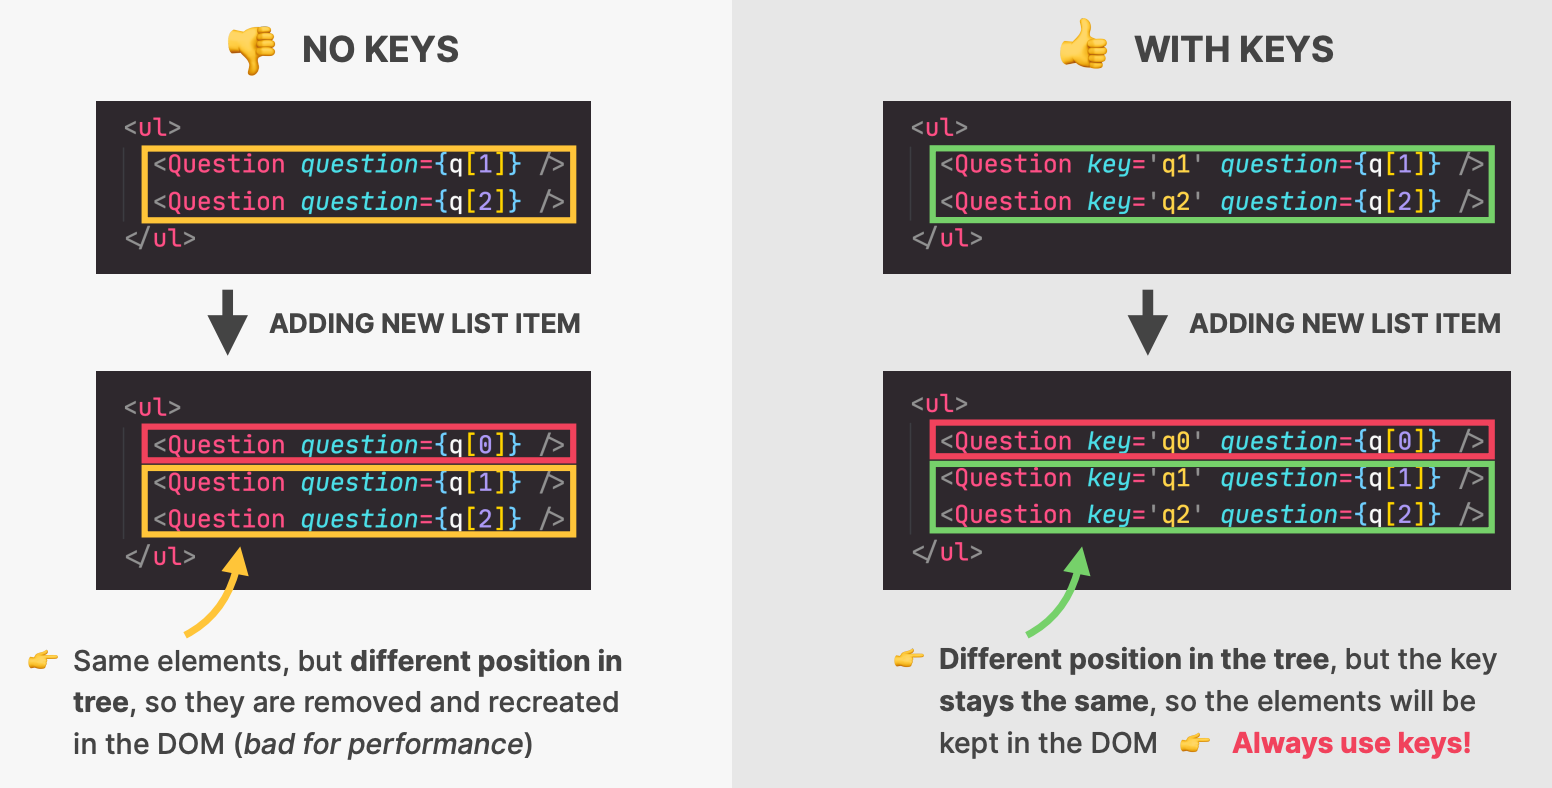 👎 NO KEYS
<ul>
<Question question={q[1]} />
<Question question={q[2]} />
</ul>
ADDING NEW LIST ITEM
<ul>
<Question question={q[0]} />
<Question question={q[1]} />
<Question question={q[2]} />
</ul>
👉 Same elements, but different position in
tree, so they are removed and recreated
in the DOM (bad for performance)
👍 WITH KEYS
<ul>
<Question key='q1' question={q[1]} />
<Question key='q2' question={q[2]} />
</ul>
ADDING NEW LIST ITEM
<ul>
<Question key='q0' question={q[0]} />
<Question key='q1' question={q[1]} />
<Question key='q2' question={q[2]} />
</ul>
👉 Different position in the tree, but the key
stays the same, so the elements will be
kept in the DOM 👉 Always use keys!